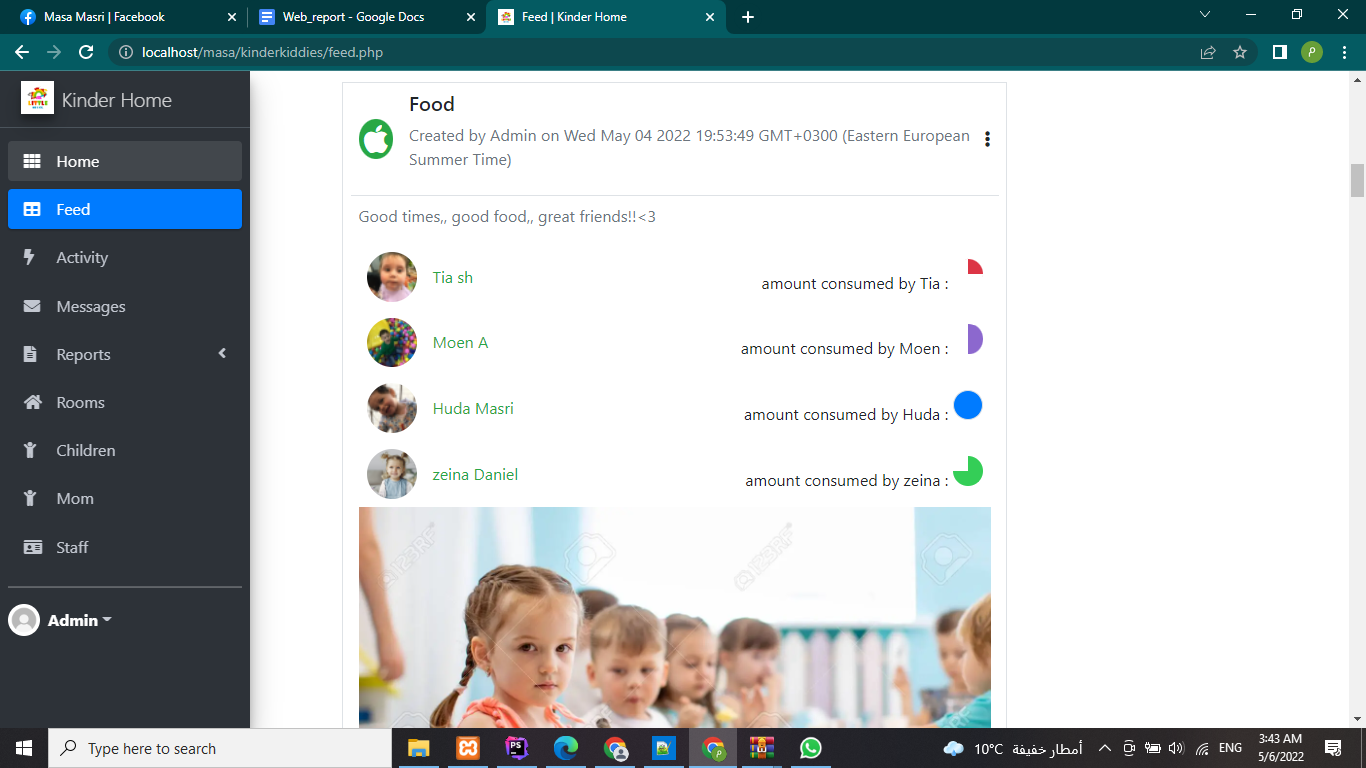 Masa Masri | Facebook
Web_report - Google Docs
Feed | Kinder Home
localhost/masa/kinderkiddies/feed.php
P
LITTLE
Kinder Home
Home
Feed
Activity
Messages
Reports
Rooms
Children
Mom
Staff
Admin
Food
Created by Admin on Wed May 04 2022 19:53:49 GMT+0300 (Eastern European
Summer Time)
Good times,, good food,, great friends!!<3
Tia sh
amount consumed by Tia :
Moen A
amount consumed by Moen :
Huda Masri
amount consumed by Huda :
zeina Daniel
amount consumed by zeina :
123RF
123RF
Type here to search
PS
P
10°C أمطار خفيفة
ENG
3:43 AM
5/6/2022